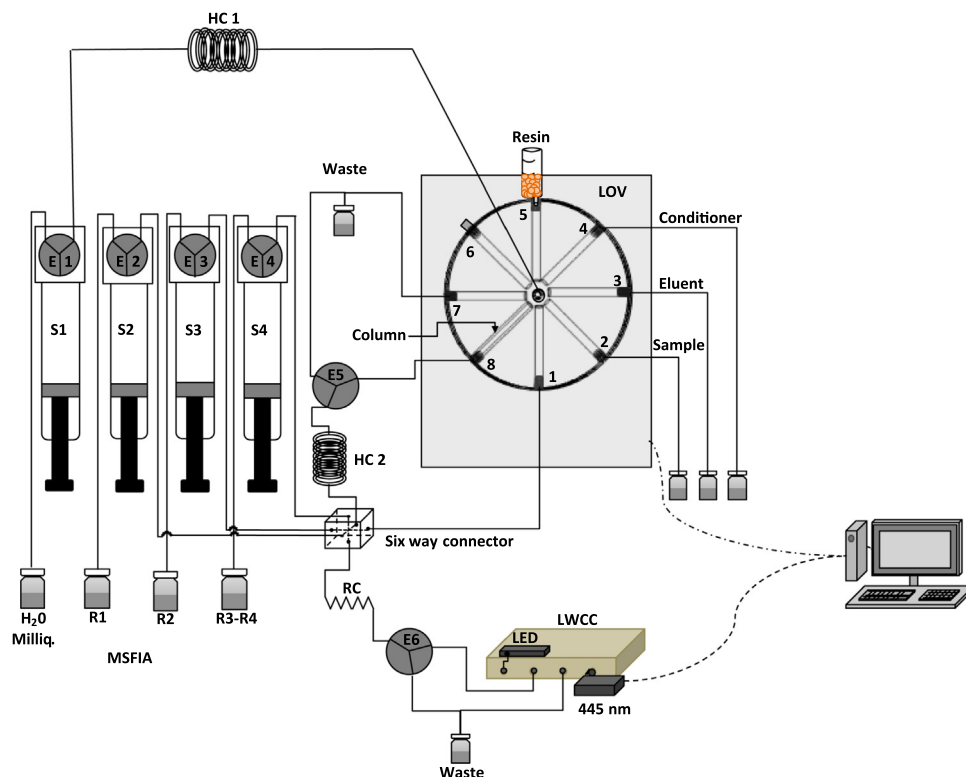 HC 1
Resin
Waste
LOV
5
4
Conditioner
6
E 1
E 2
E 3
E 4
3
Eluent
7
S1
S2
S3
S4
Column
2
Sample
8
E5
1
HC 2
Six way connector
RC
H20
Milliq.
R1
R2
R3-R4
E6
LWCC
LED
MSFIA
445 nm
Waste